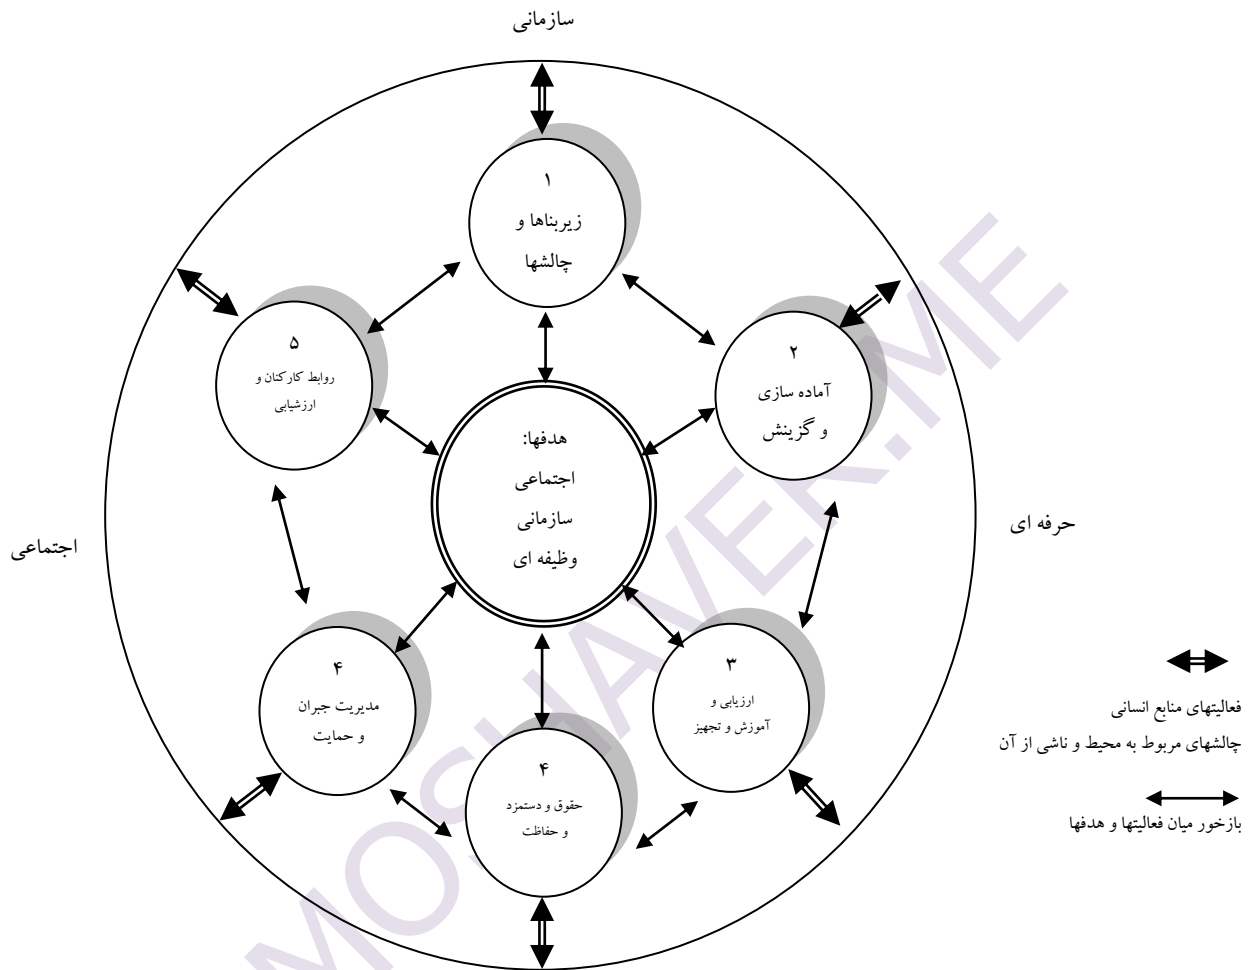 سازمانی
۱
زیربناها و
چالشها
۲
آماده سازی
و گزینش
۵
روابط کارکنان و
ارزشیابی
هدفها:
اجتماعی
سازمانی
وظیفه ای
حرفه ای
اجتماعی
۳
ارزیابی و
آموزش و تجهیز
۴
مدیریت جبران
و حمایت
۴
حقوق و دستمزد
و حفاظت
فعالیتهای منابع انسانی
چالشهای مربوط به محیط و ناشی از آن
بازخور میان فعالیتها و هدفها
MOSHAVER.ME